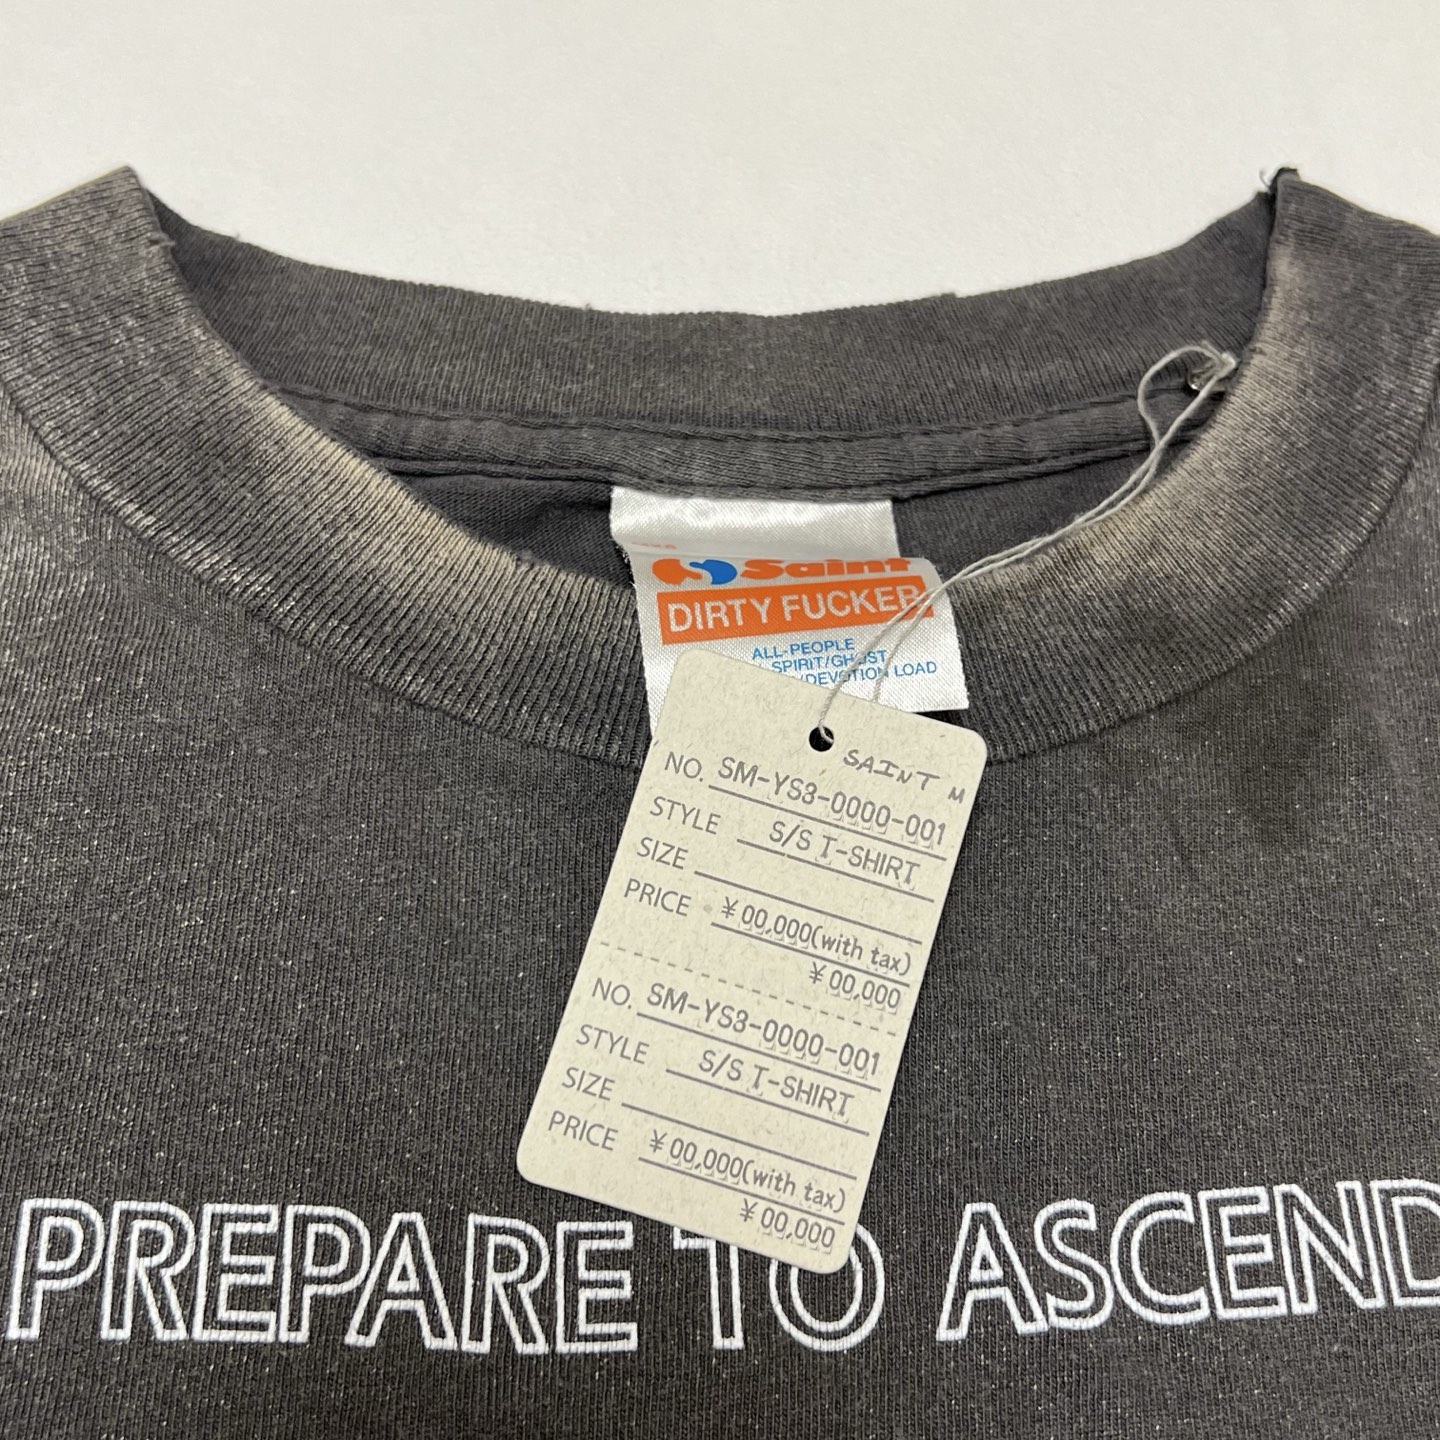 Saint
DIRTY FUCKER
ALL-PEOPLE
SPIRIT/GHOST
/DEVOTION LOAD
SAINT M
NO. SM-YS3-0000-001
STYLE S/S T-SHIRT
SIZE
PRICE ¥00,000(with tax)
¥00,000
NO. SM-YS3-0000-001
STYLE S/S T-SHIRT
SIZE
PRICE ¥00,000(with tax)
¥00,000
PREPARE TO ASCEND